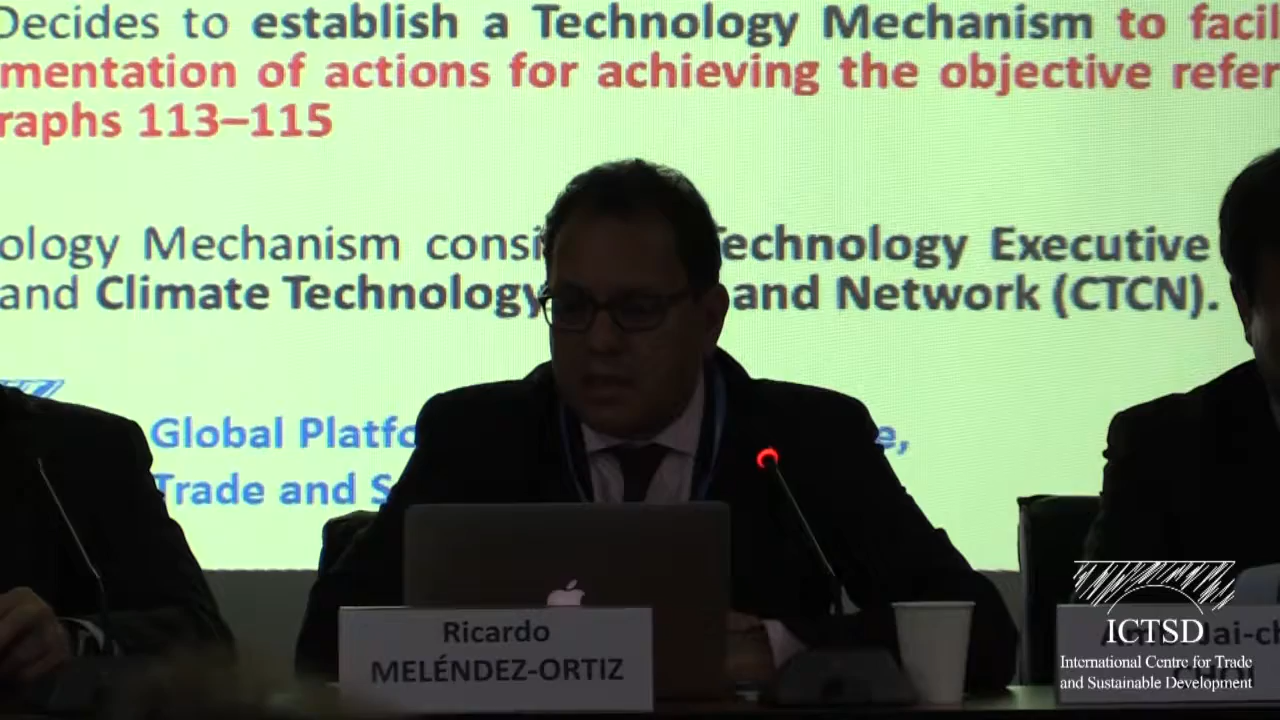 Decides to establish a Technology Mechanism to facil
mentation of actions for achieving the objective refer
raphs 113–115
ology Mechanism consi Technology Executive
and Climate Technology and Network (CTCN).
Global Platfo e,
Trade and S
Ricardo
MELÉNDEZ-ORTIZ
ICTSD
International Centre for Trade
and Sustainable Development